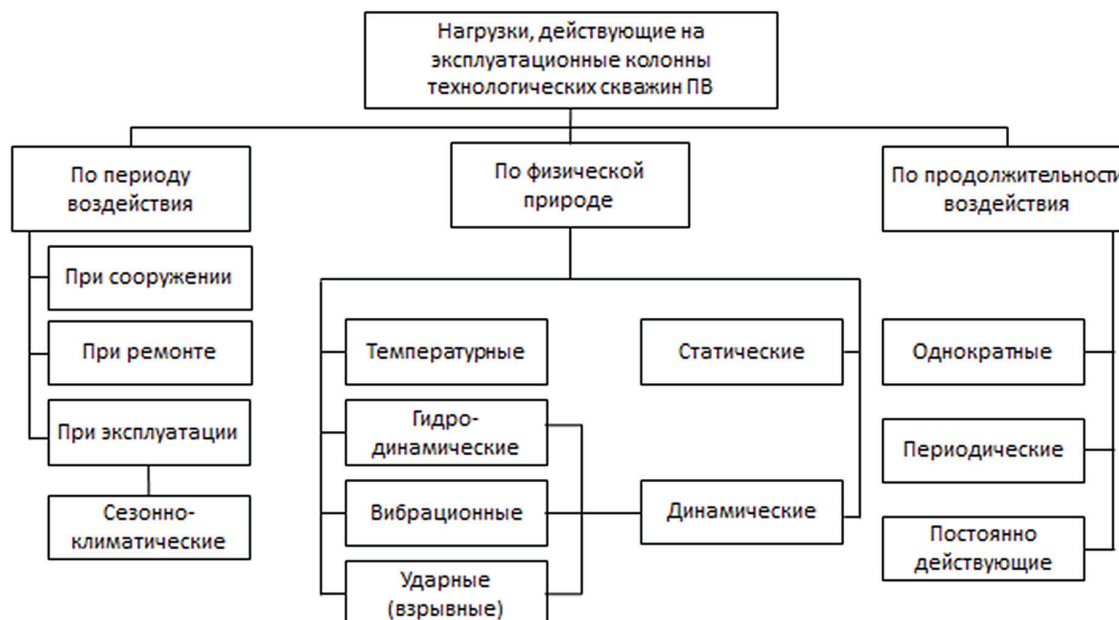 Нагрузки, действующие на
эксплуатационные колонны
технологических скважин ПВ
По периоду
воздействия
По физической
природе
По продолжительности
воздействия
При сооружении
При ремонте
При эксплуатации
Сезонно-
климатические
Температурные
Гидро-
динамические
Вибрационные
Ударные
(взрывные)
Статические
Динамические
Однократные
Периодические
Постоянно
действующие